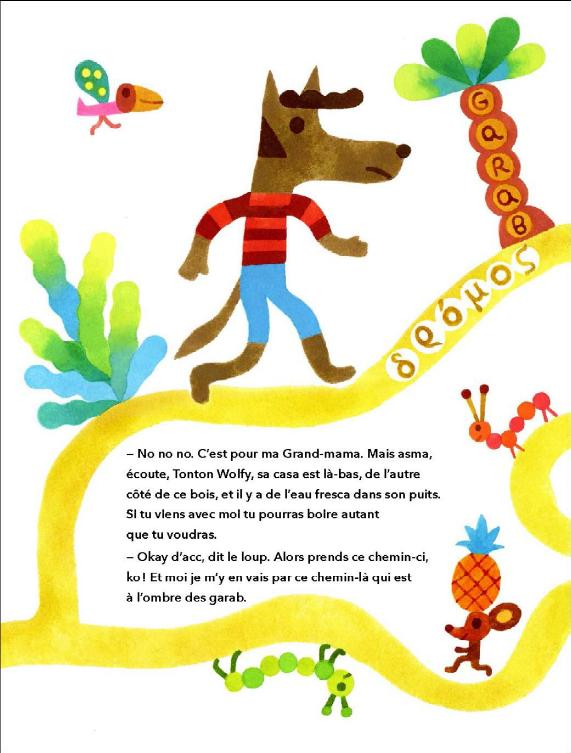 GaRaB
δρόμος
– No no no. C’est pour ma Grand-mama. Mais asma,
écoute, Tonton Wolfy, sa casa est là-bas, de l’autre
côté de ce bois, et il y a de l’eau fresca dans son puits.
Si tu viens avec moi tu pourras boire autant
que tu voudras.
– Okay d’acc, dit le loup. Alors prends ce chemin-ci,
ko! Et moi je m’y en vais par ce chemin-là qui est
à l’ombre des garab.